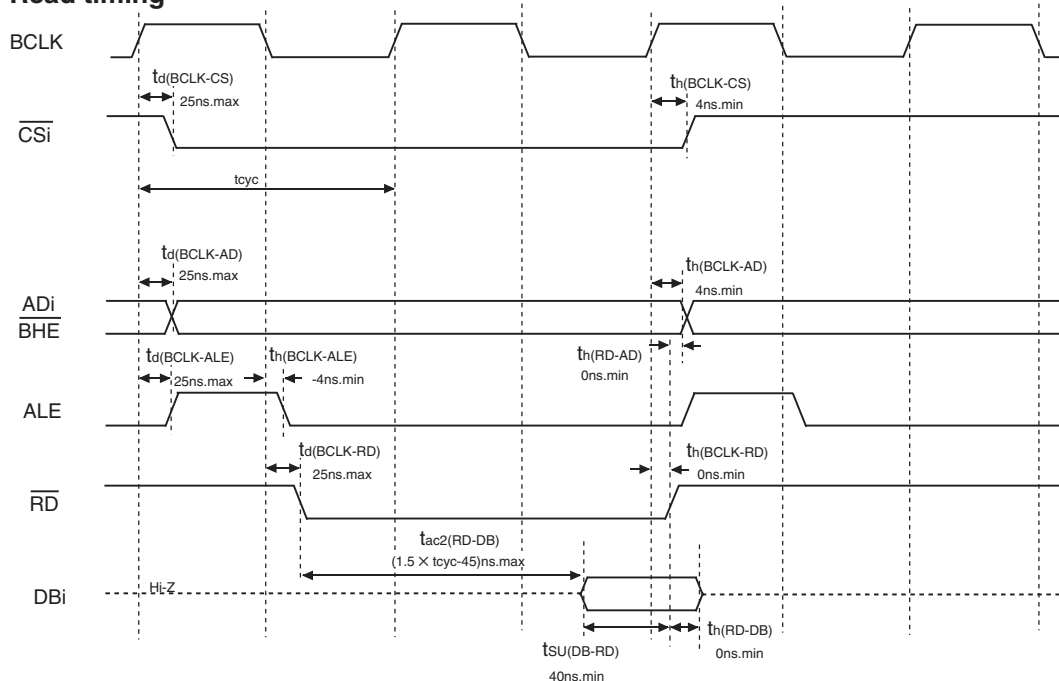 Read timing
BCLK
td(BCLK-CS)
25ns.max
th(BCLK-CS)
4ns.min
CSi
tcyc
td(BCLK-AD)
25ns.max
th(BCLK-AD)
4ns.min
ADi
BHE
td(BCLK-ALE)
25ns.max
th(BCLK-ALE)
-4ns.min
th(RD-AD)
0ns.min
ALE
td(BCLK-RD)
25ns.max
th(BCLK-RD)
0ns.min
RD
tac2(RD-DB)
(1.5 × tcyc-45)ns.max
Hi-Z
DBi
tSU(DB-RD)
40ns.min
th(RD-DB)
0ns.min